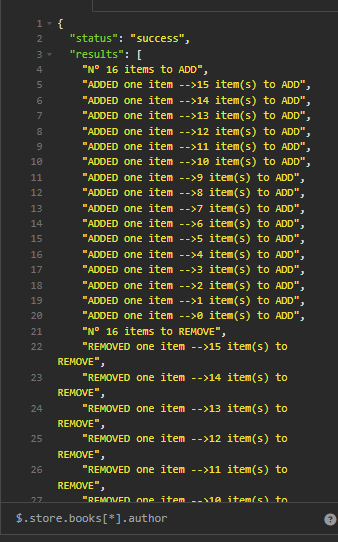 1 {
2 "status": "success",
3 "results": [
4 "Nº 16 items to ADD",
5 "ADDED one item -->15 item(s) to ADD",
6 "ADDED one item -->14 item(s) to ADD",
7 "ADDED one item -->13 item(s) to ADD",
8 "ADDED one item -->12 item(s) to ADD",
9 "ADDED one item -->11 item(s) to ADD",
10 "ADDED one item -->10 item(s) to ADD",
11 "ADDED one item -->9 item(s) to ADD",
12 "ADDED one item -->8 item(s) to ADD",
13 "ADDED one item -->7 item(s) to ADD",
14 "ADDED one item -->6 item(s) to ADD",
15 "ADDED one item -->5 item(s) to ADD",
16 "ADDED one item -->4 item(s) to ADD",
17 "ADDED one item -->3 item(s) to ADD",
18 "ADDED one item -->2 item(s) to ADD",
19 "ADDED one item -->1 item(s) to ADD",
20 "ADDED one item -->0 item(s) to ADD",
21 "Nº 16 items to REMOVE",
22 "REMOVED one item -->15 item(s) to
REMOVE",
23 "REMOVED one item -->14 item(s) to
REMOVE",
24 "REMOVED one item -->13 item(s) to
REMOVE",
25 "REMOVED one item -->12 item(s) to
REMOVE",
26 "REMOVED one item -->11 item(s) to
REMOVE",
27 "REMOVED one item -->10 item(s) to
$.store.books[*].author ?